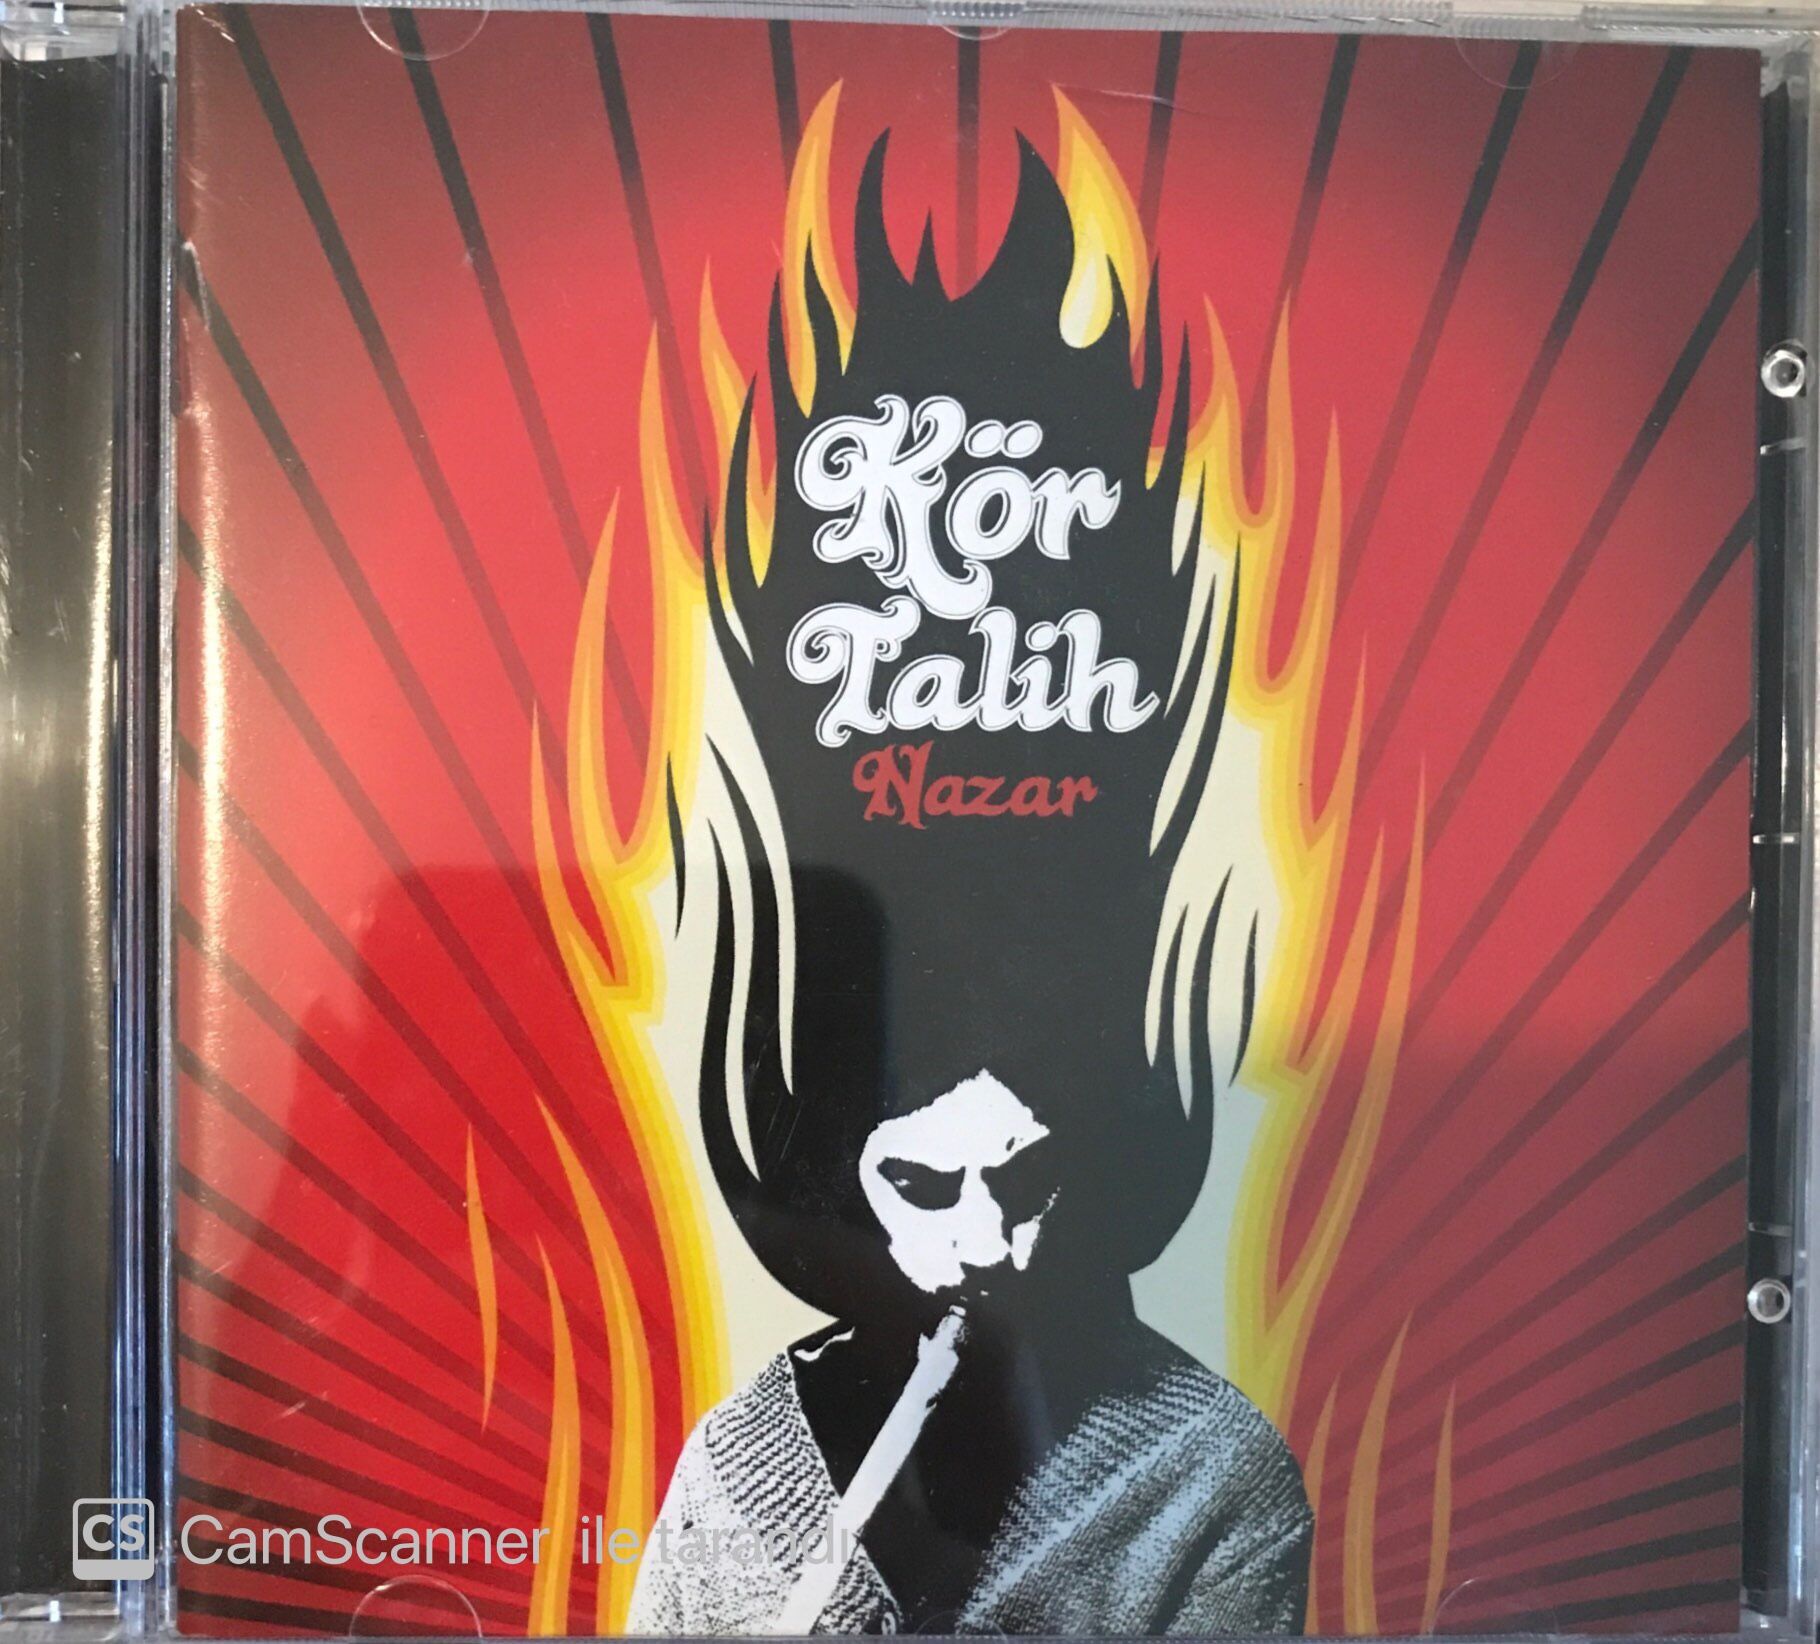 Kör
Talih
Nazar
CS CamScanner ile tarandı